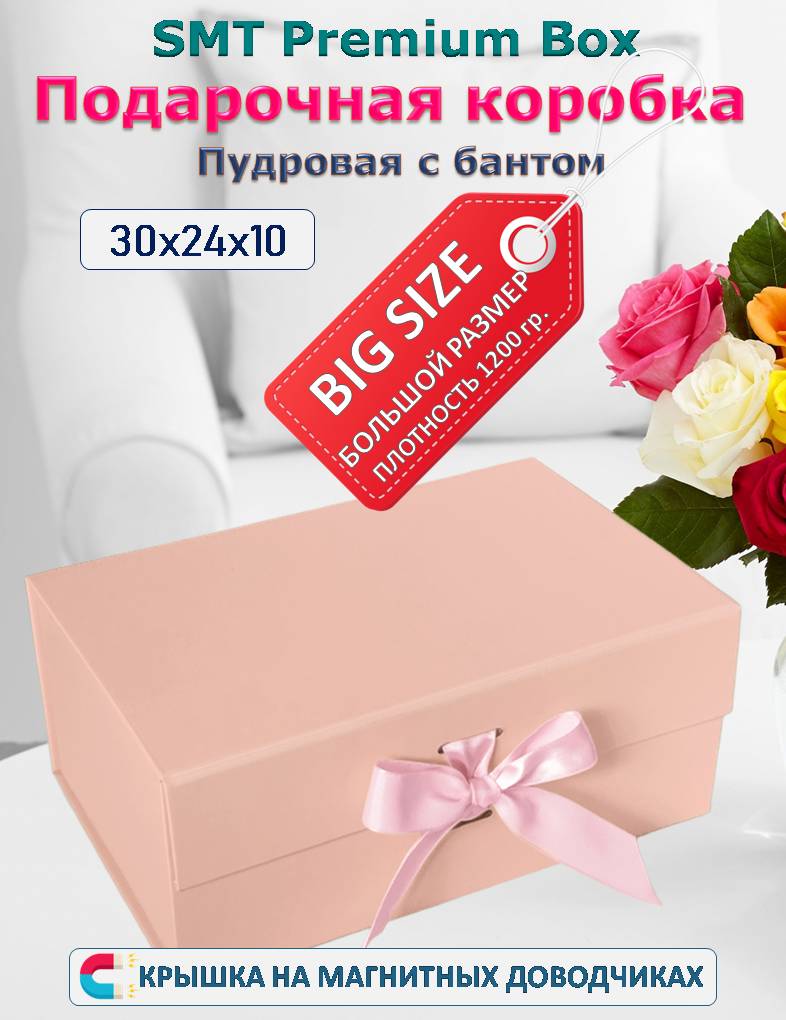 SMT Premium Box
Подарочная коробка
Пудровая с бантом
30x24x10
BIG SIZE
БОЛЬШОЙ РАЗМЕР
ПЛОТНОСТЬ 1200 гр.
КРЫШКА НА МАГНИТНЫХ ДОВОДЧИКАХ